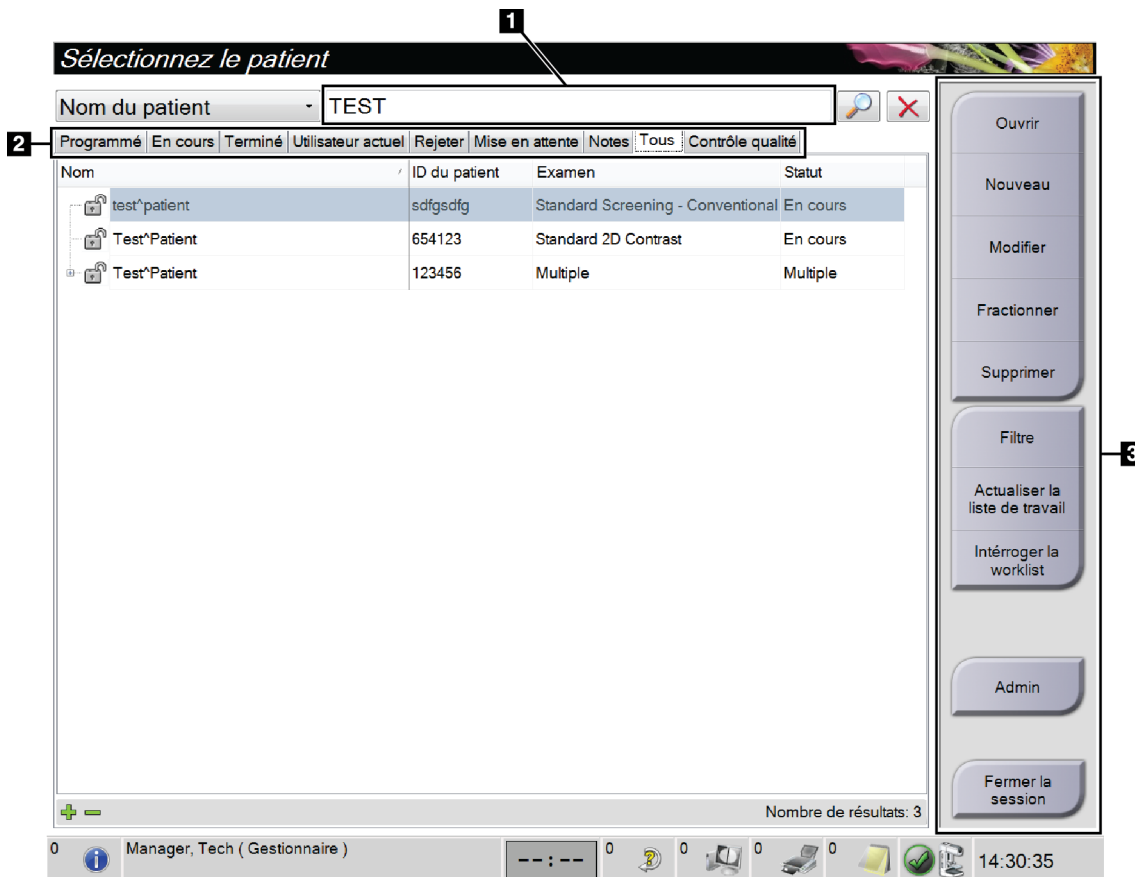 1
Sélectionnez le patient
Nom du patient TEST
2
Programmé En cours Terminé Utilisateur actuel Rejeter Mise en attente Notes Tous Contrôle qualité
Nom ID du patient Examen Statut
test^patient sdfgsdfg Standard Screening - Conventional En cours
Test^Patient 654123 Standard 2D Contrast En cours
Test^Patient 123456 Multiple Multiple
Ouvrir
Nouveau
Modifier
Fractionner
Supprimer
Filtre
3
Actualiser la
liste de travail
Intérroger la
worklist
Admin
Fermer la
session
Nombre de résultats: 3
0 Manager, Tech ( Gestionnaire ) --:-- 0 0 0 0 14:30:35